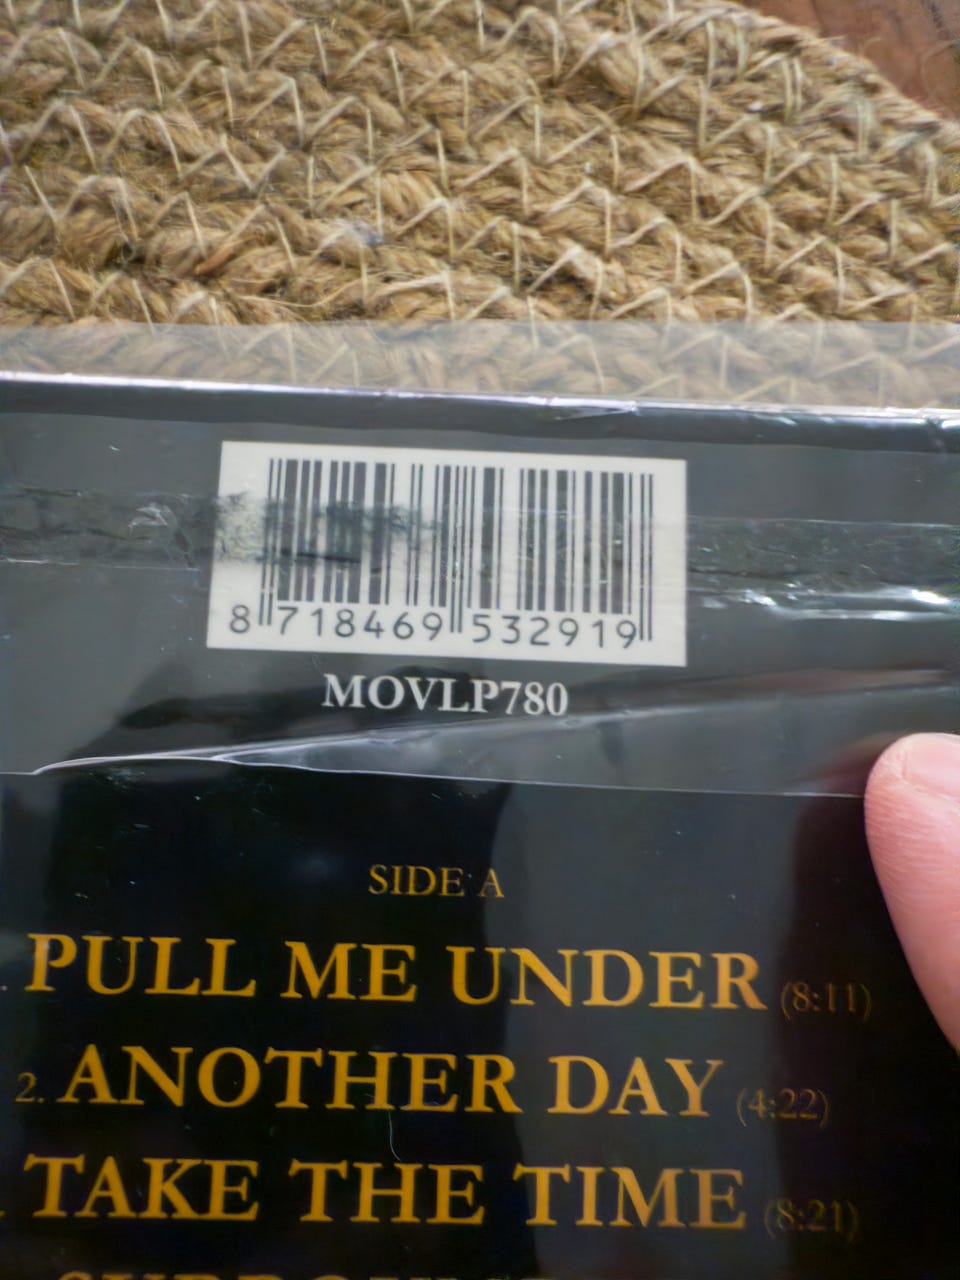 8 718469 532919
MOVLP780
SIDE A
PULL ME UNDER (8:11)
2. ANOTHER DAY (4:22)
TAKE THE TIME (8:21)